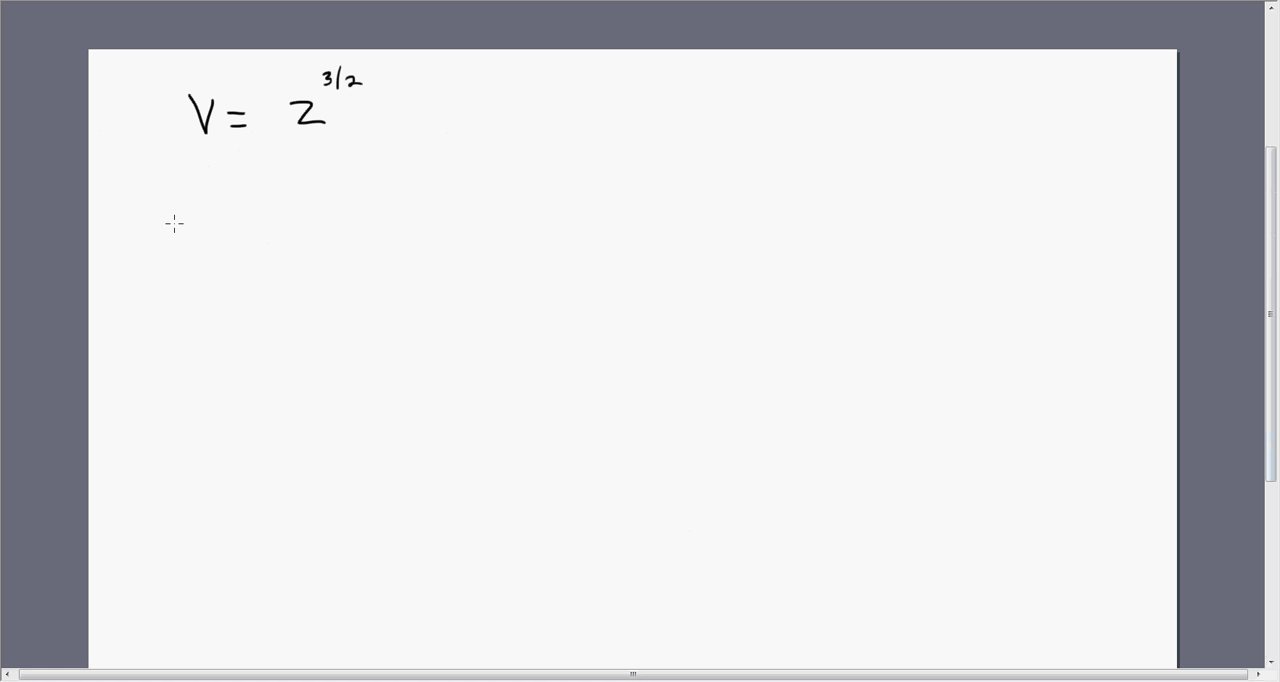 V = z^{3/2}